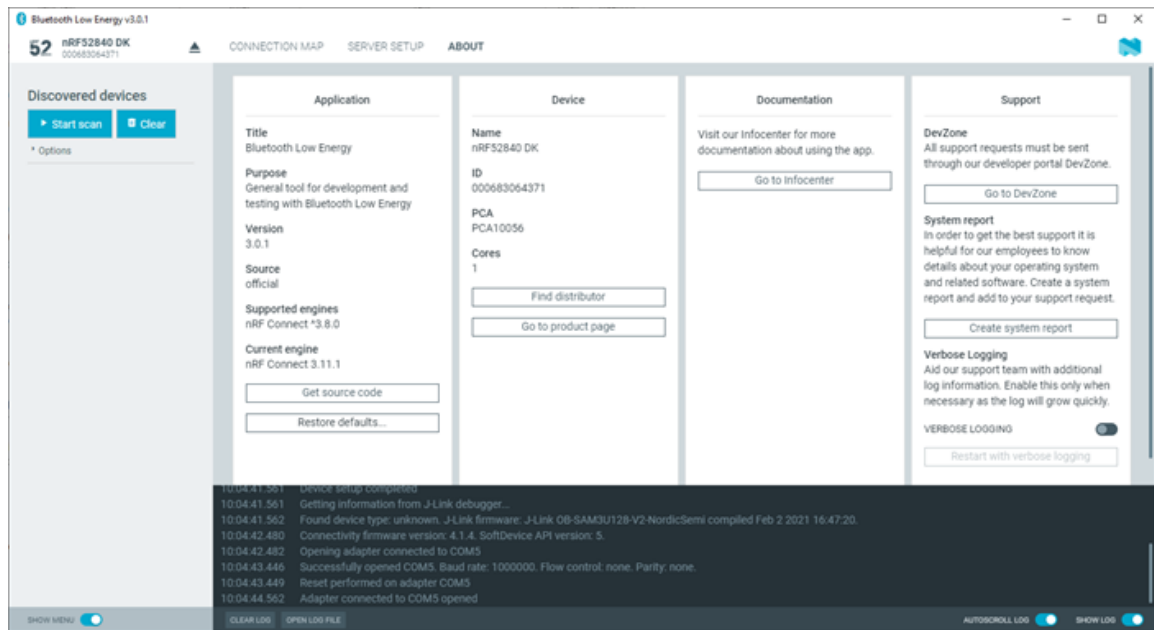 Bluetooth Low Energy v3.0.1
52
nRF52840 DK
000683064371
CONNECTION MAP
SERVER SETUP
ABOUT
Discovered devices
Start scan
Clear
Options
Application
Title
Bluetooth Low Energy
Purpose
General tool for development and
testing with Bluetooth Low Energy
Version
3.0.1
Source
official
Supported engines
nRF Connect ^3.8.0
Current engine
nRF Connect 3.11.1
Get source code
Restore defaults...
Device
Name
nRF52840 DK
ID
000683064371
PCA
PCA10056
Cores
1
Find distributor
Go to product page
Documentation
Visit our Infocenter for more
documentation about using the app.
Go to Infocenter
Support
DevZone
All support requests must be sent
through our developer portal DevZone.
Go to DevZone
System report
In order to get the best support it is
helpful for our employees to know
details about your operating system
and related software. Create a system
report and add to your support request.
Create system report
Verbose Logging
Aid our support team with additional
log information. Enable this only when
necessary as the log will grow quickly.
VERBOSE LOGGING
Restart with verbose logging
10:04:41.561 Device setup completed
10:04:41.561 Getting information from J-Link debugger...
10:04:41.562 Found device type: unknown. J-Link firmware: J-Link OB-SAM3U128-V2-NordicSemi compiled Feb 2 2021 16:47:20.
10:04:42.480 Connectivity firmware version: 4.1.4. SoftDevice API version: 5.
10:04:42.482 Opening adapter connected to COM5
10:04:43.446 Successfully opened COM5. Baud rate: 1000000. Flow control: none. Parity: none.
10:04:43.449 Reset performed on adapter COM5
10:04:44.562 Adapter connected to COM5 opened
SHOW MENU
CLEAR LOG
OPEN LOG FILE
AUTOSCROLL LOG
SHOW LOG